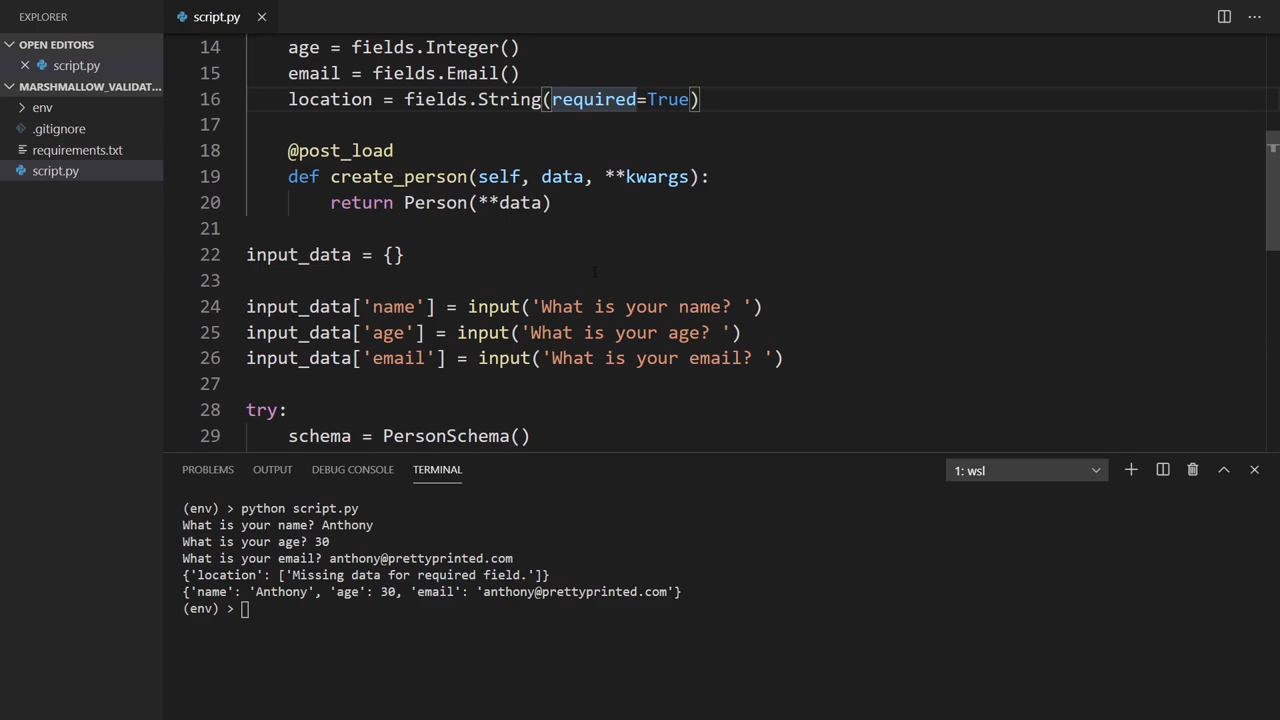 EXPLORER
script.py
OPEN EDITORS
script.py
MARSHMALLOW_VALIDAT...
env
.gitignore
requirements.txt
script.py
14 age = fields.Integer()
15 email = fields.Email()
16 location = fields.String(required=True)
17
18 @post_load
19 def create_person(self, data, **kwargs):
20 return Person(**data)
21
22 input_data = {}
23
24 input_data['name'] = input('What is your name? ')
25 input_data['age'] = input('What is your age? ')
26 input_data['email'] = input('What is your email? ')
27
28 try:
29 schema = PersonSchema()
PROBLEMS OUTPUT DEBUG CONSOLE TERMINAL 1: wsl
(env) > python script.py
What is your name? Anthony
What is your age? 30
What is your email? anthony@prettyprinted.com
{'location': ['Missing data for required field.']}
{'name': 'Anthony', 'age': 30, 'email': 'anthony@prettyprinted.com'}
(env) >